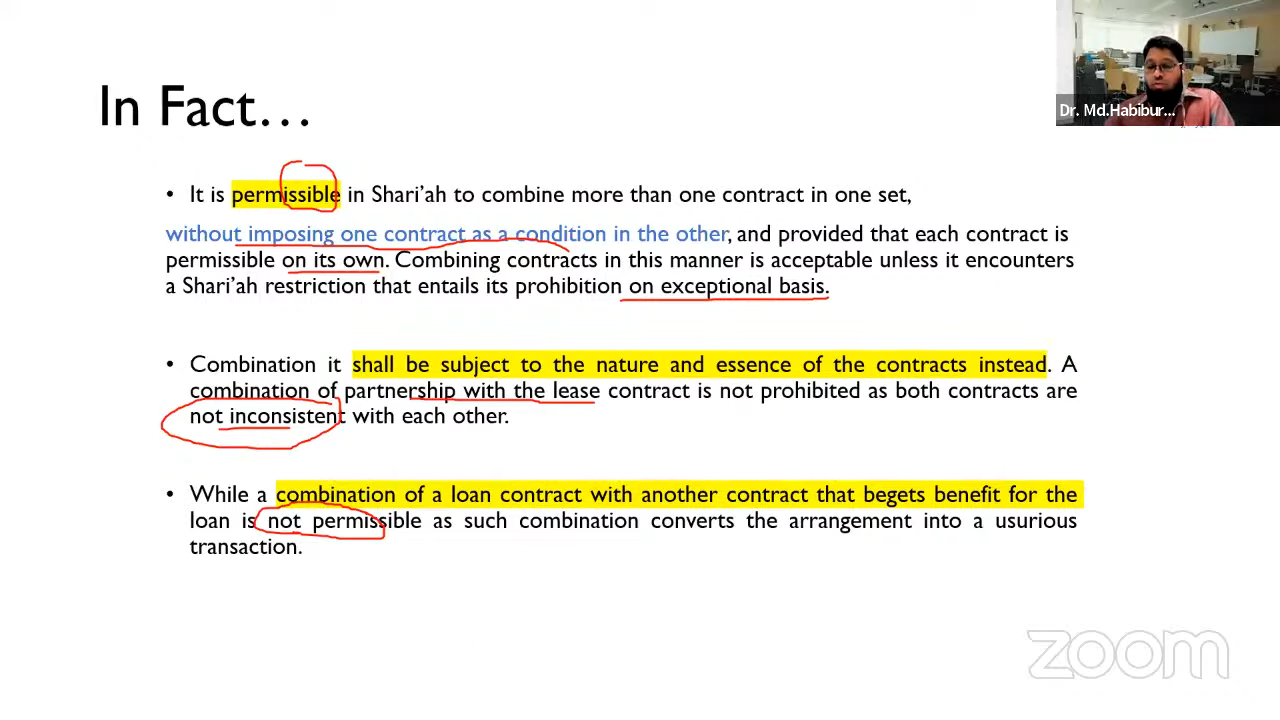 Dr. Md.Habibur...
In Fact...
• It is permissible in Shari'ah to combine more than one contract in one set,
without imposing one contract as a condition in the other, and provided that each contract is
permissible on its own. Combining contracts in this manner is acceptable unless it encounters
a Shari'ah restriction that entails its prohibition on exceptional basis.
• Combination it shall be subject to the nature and essence of the contracts instead. A
combination of partnership with the lease contract is not prohibited as both contracts are
not inconsistent with each other.
• While a combination of a loan contract with another contract that begets benefit for the
loan is not permissible as such combination converts the arrangement into a usurious
transaction.
zoom